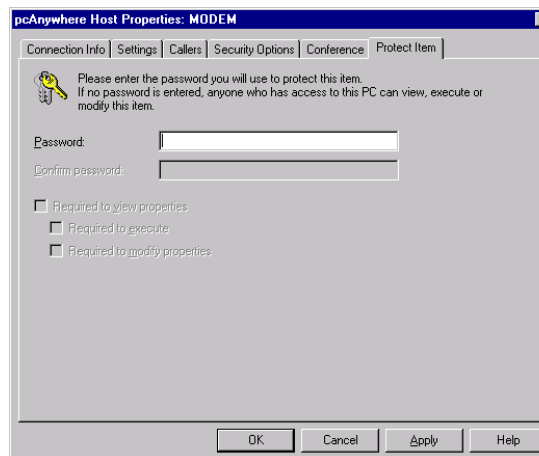 pcAnywhere Host Properties: MODEM
Connection Info Settings Callers Security Options Conference Protect Item
Please enter the password you will use to protect this item.
If no password is entered, anyone who has access to this PC can view, execute or
modify this item.
Password:
Confirm password:
Required to view properties
Required to execute
Required to modify properties
OK Cancel Apply Help